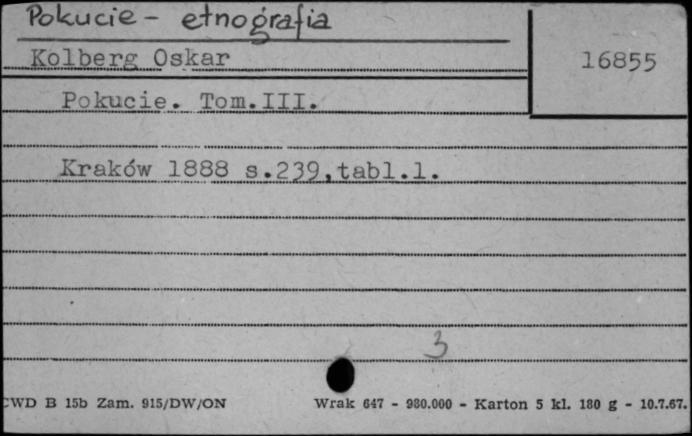 Pokucie - etnografia
Kolberg Oskar
16855
Pokucie. Tom.III.
Kraków 1888 s.239,tabl.1.
3
CWD B 15b Zam. 915/DW/ON
Wrak 647 - 980.000 - Karton 5 kl. 180 g - 10.7.67.